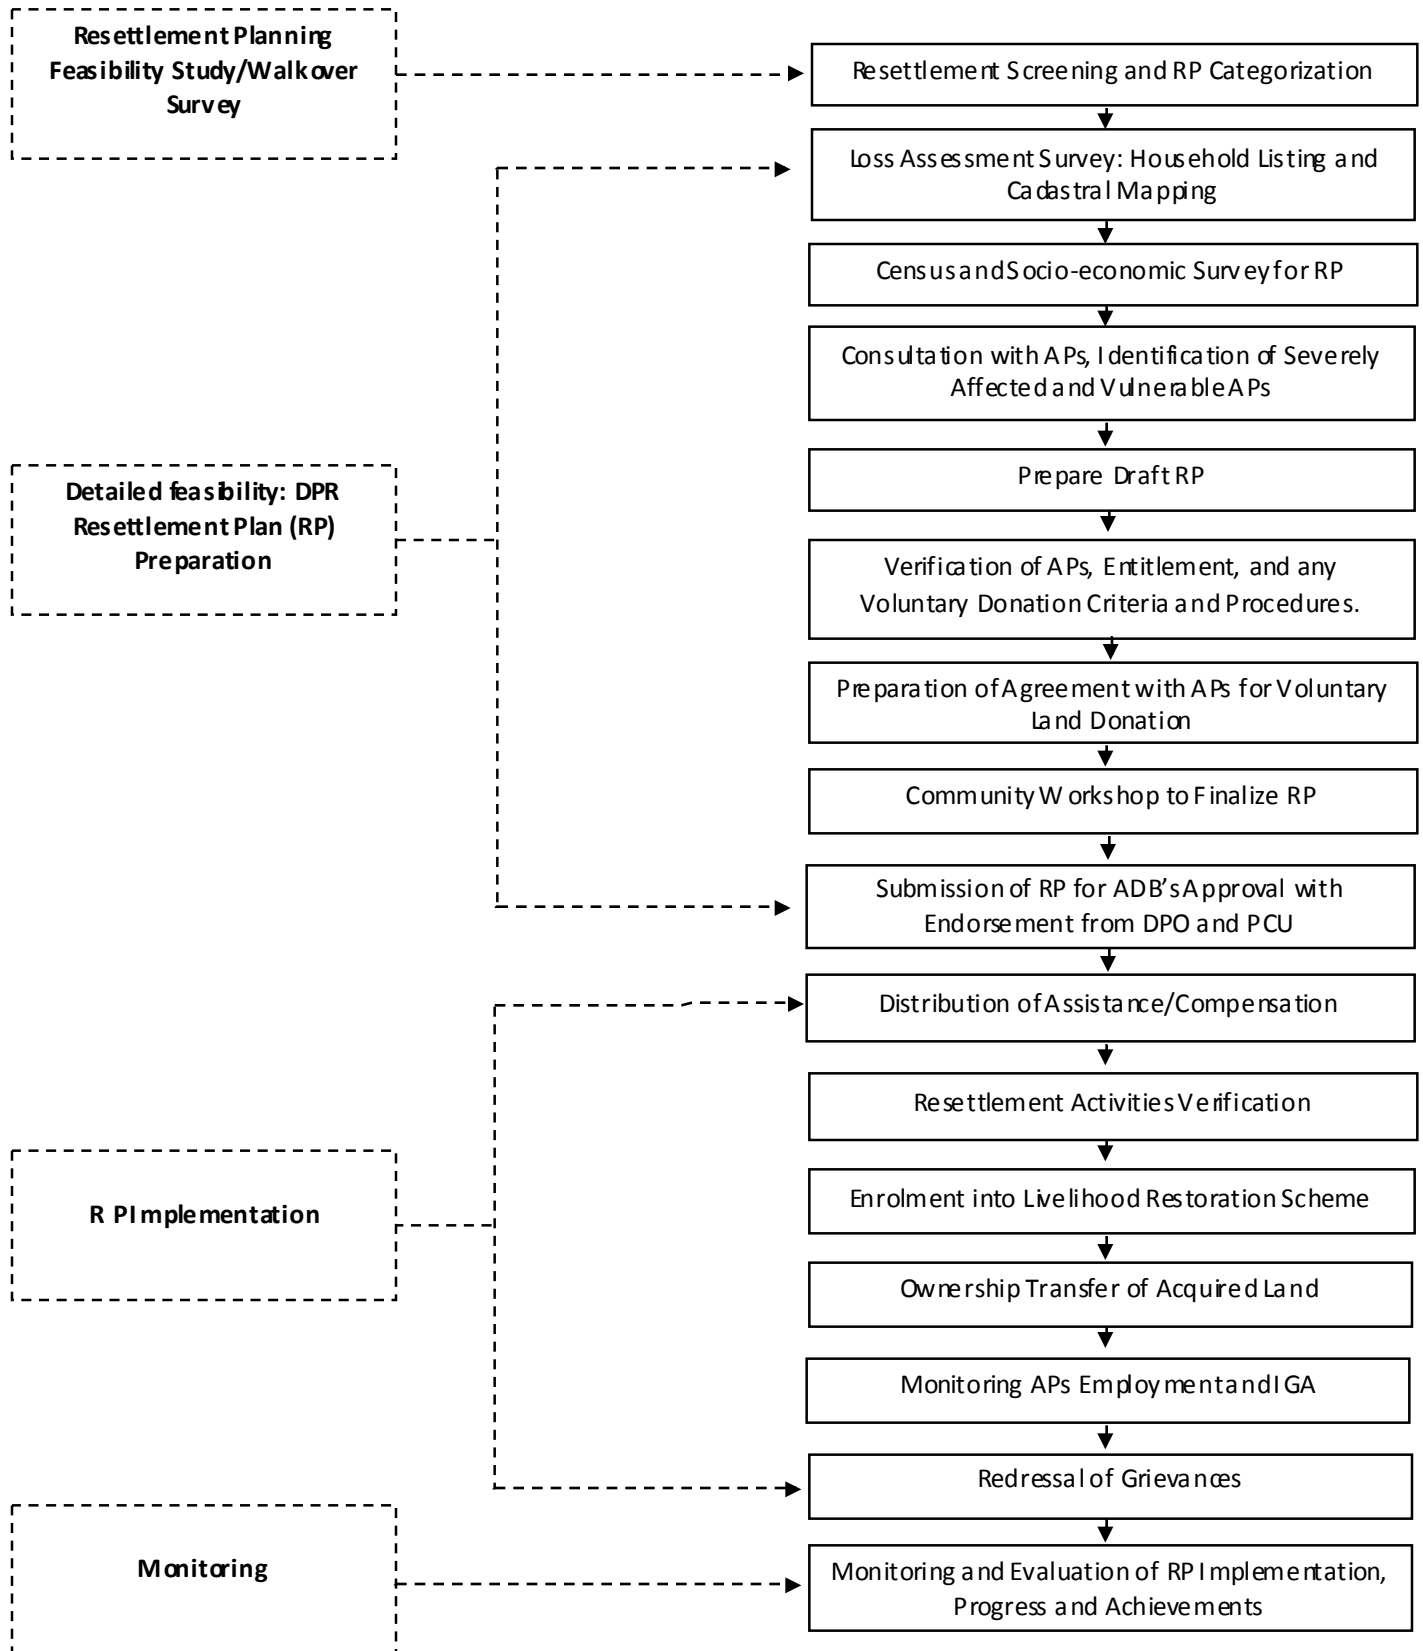 Resettlement Planning
Feasibility Study/Walkover
Survey
Resettlement Screening and RP Categorization
Loss Assessment Survey: Household Listing and
Cadastral Mapping
Census and Socio-economic Survey for RP
Consultation with APs, Identification of Severely
Affected and Vulnerable APs
Detailed feasibility: DPR
Resettlement Plan (RP)
Preparation
Prepare Draft RP
Verification of APs, Entitlement, and any
Voluntary Donation Criteria and Procedures.
Preparation of Agreement with APs for Voluntary
Land Donation
Community Workshop to Finalize RP
Submission of RP for ADB’s Approval with
Endorsement from DPO and PCU
Distribution of Assistance/Compensation
Resettlement Activities Verification
R P Implementation
Enrolment into Livelihood Restoration Scheme
Ownership Transfer of Acquired Land
Monitoring APs Employment and IGA
Redressal of Grievances
Monitoring
Monitoring and Evaluation of RP Implementation,
Progress and Achievements